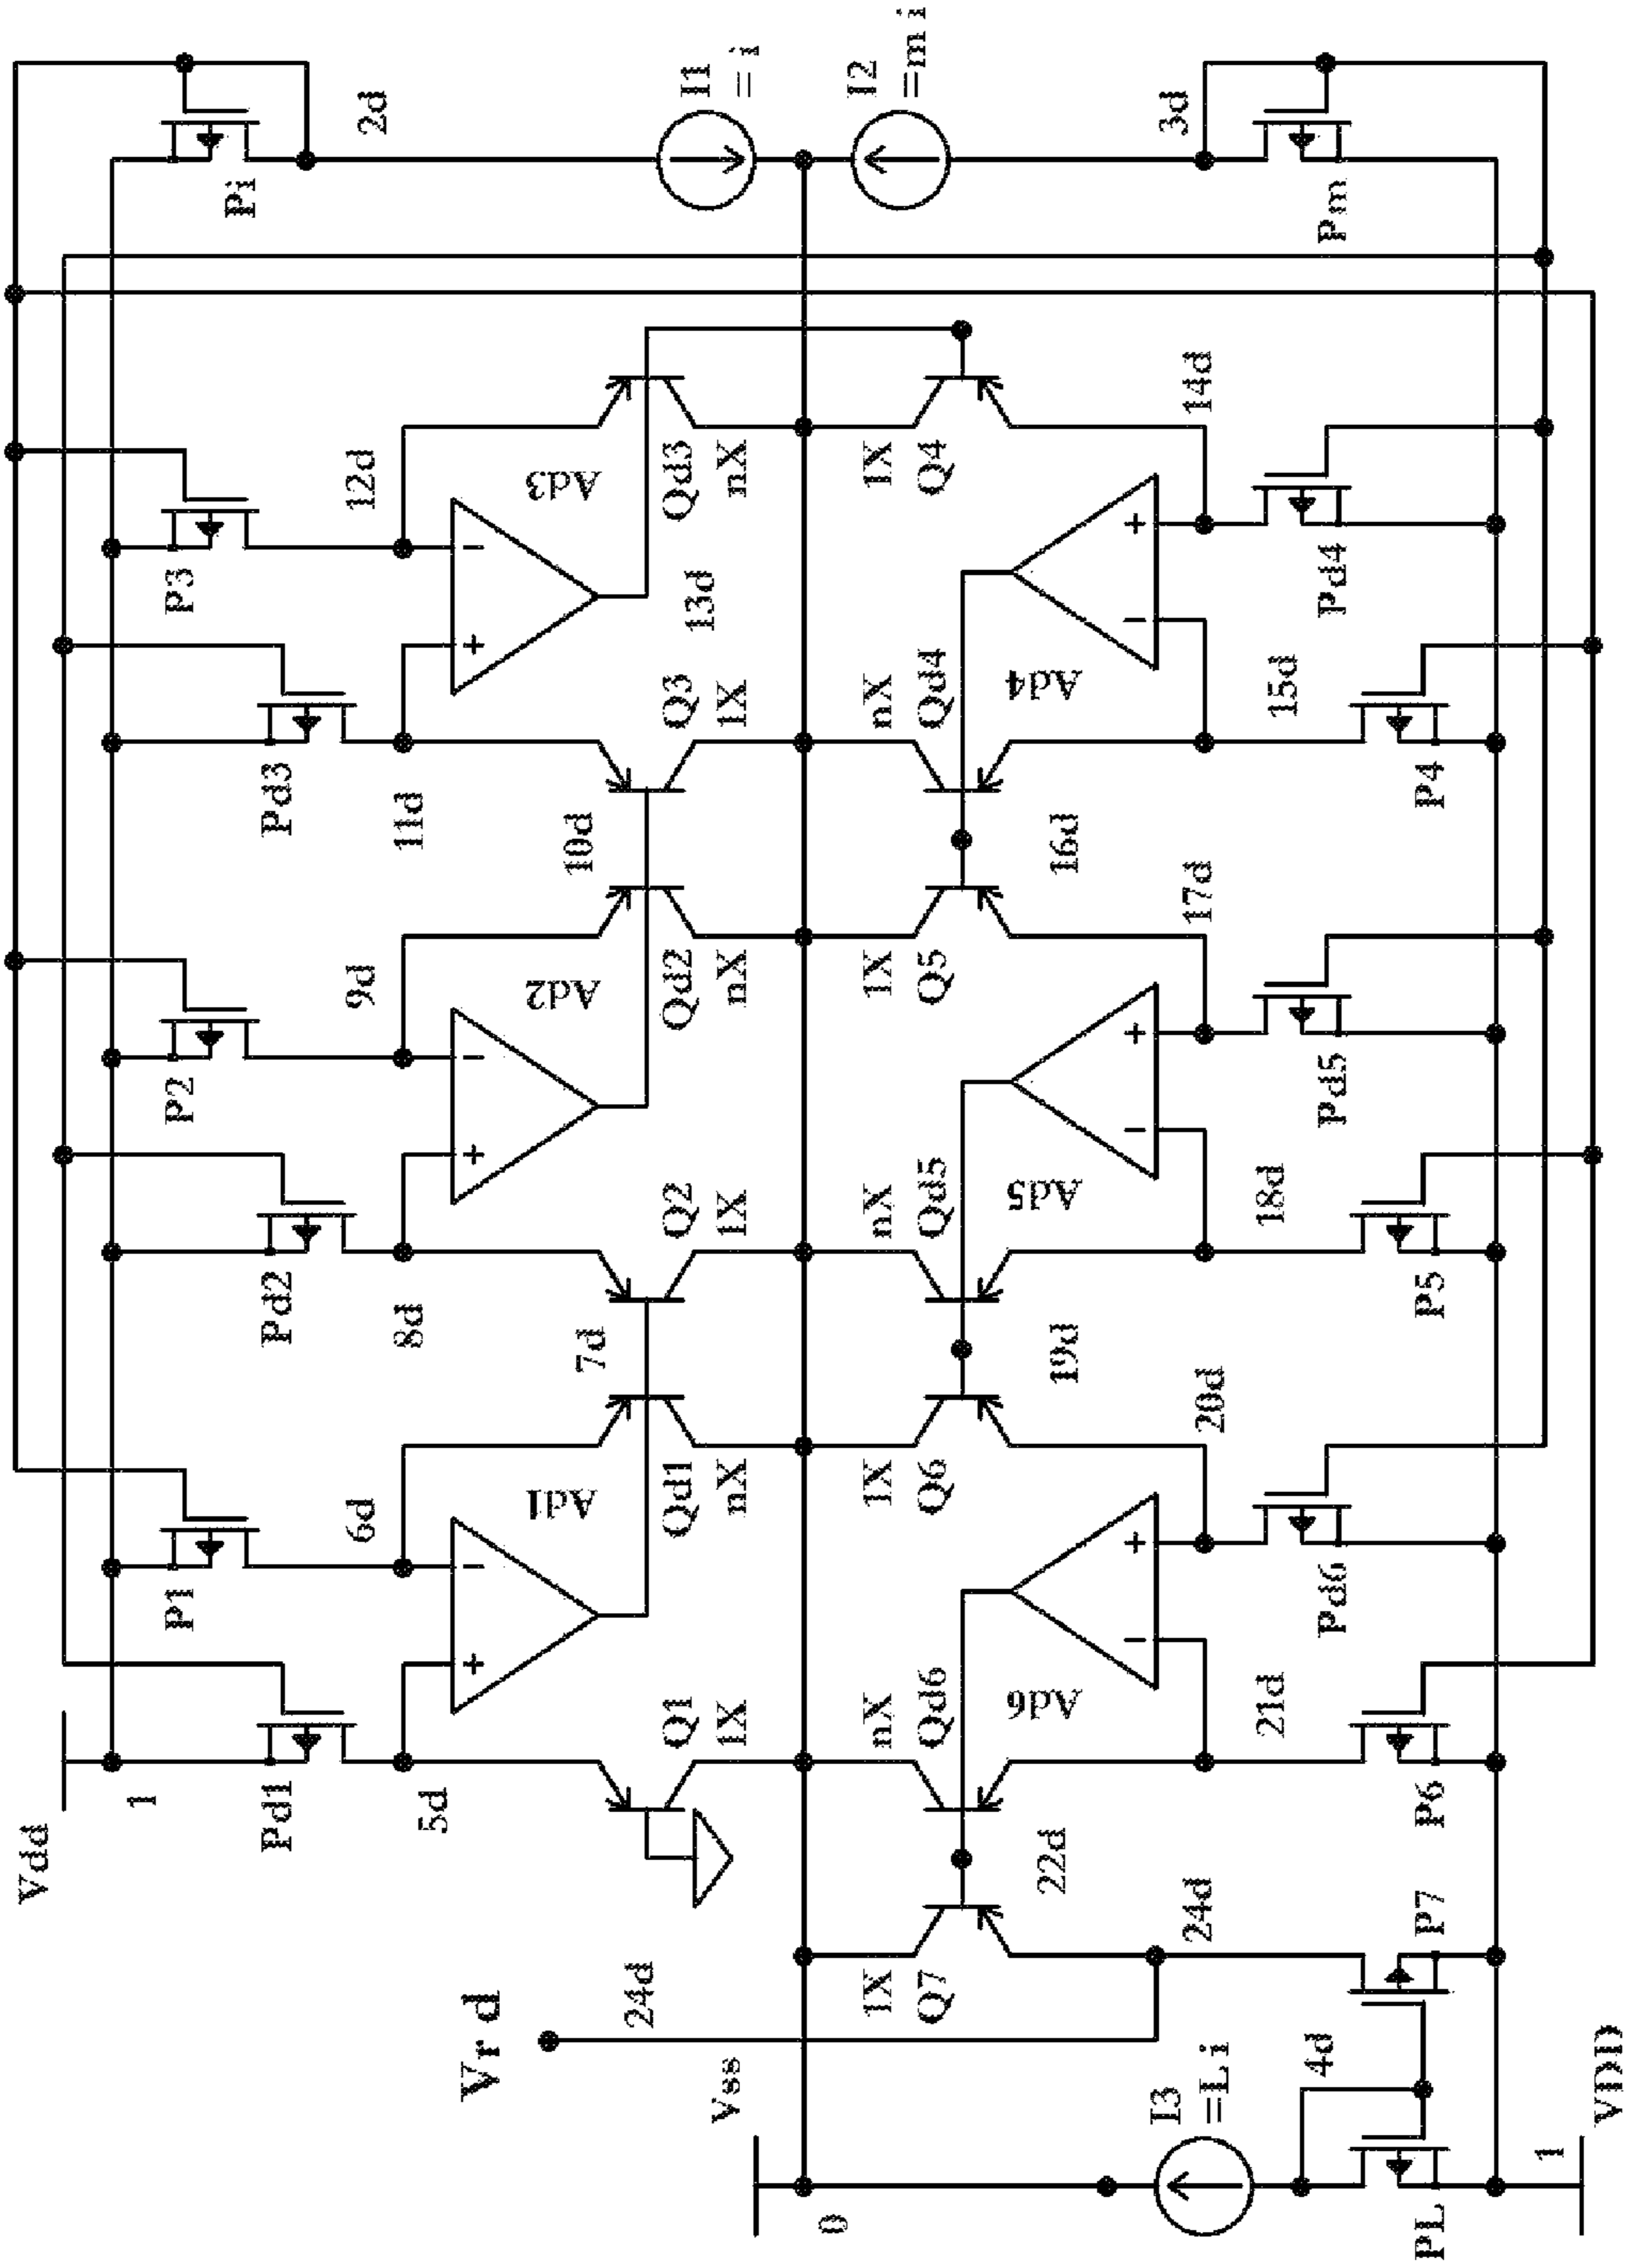 Vdd
1
Pd1
P1
Pd2
P2
Pd3
P3
Pi
2d
5d
6d
8d
9d
11d
12d
+
-
Ad1
+
-
Ad2
+
-
Ad3
I1
=i
Q1
1X
7d
Qd1
nX
Q2
1X
10d
Qd2
nX
Q3
1X
13d
Qd3
nX
Vrd
24d
Vss
0
1X
Q7
nX
Qd6
1X
Q6
nX
Qd5
1X
Q5
nX
Qd4
1X
Q4
I2
=mi
22d
19d
16d
Ad6
-
+
Ad5
-
+
Ad4
-
+
I3
=Li
4d
24d
21d
20d
18d
17d
15d
14d
3d
PL
P7
P6
Pd6
P5
Pd5
P4
Pd4
Pm
1
VDD